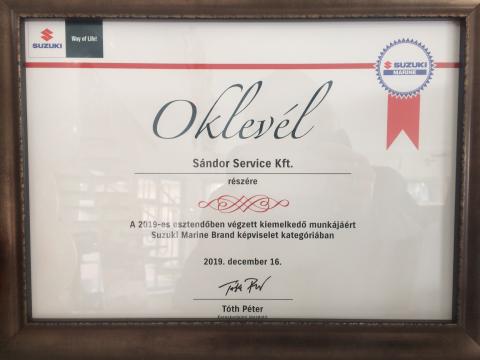 SUZUKI
Way of Life!
SUZUKI
MARINE
Oklevél
Sándor Service Kft.
részére
A 2019-es esztendőben végzett kiemelkedő munkájáért
Suzuki Marine Brand képviselet kategóriában
2019. december 16.
Tóth Péter